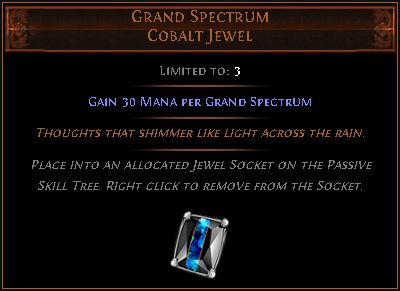 Grand Spectrum
Cobalt Jewel
Limited to: 3
Gain 30 Mana per Grand Spectrum
Thoughts that shimmer like light across the rain.
Place into an allocated Jewel Socket on the Passive
Skill Tree. Right click to remove from the Socket.